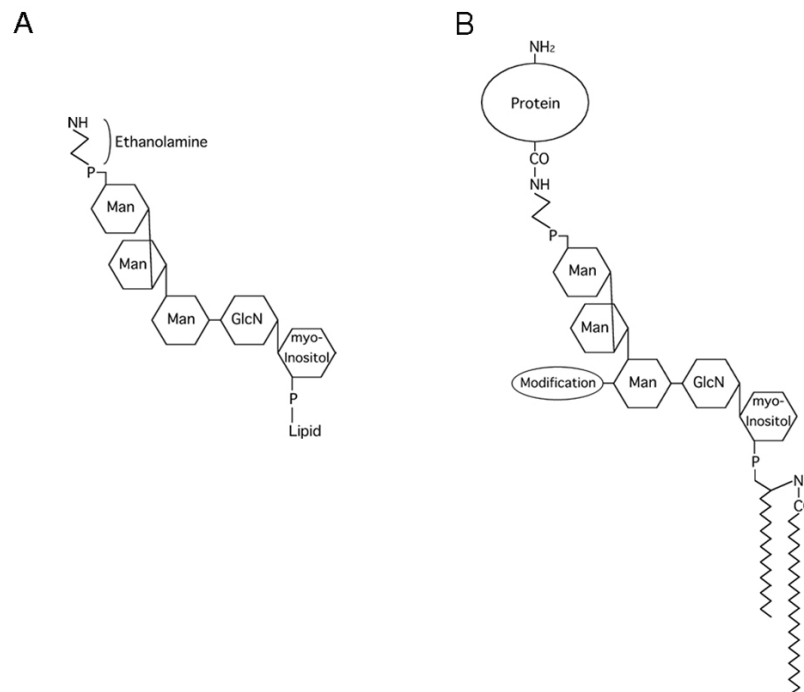 A
NH
Ethanolamine
P
Man
Man
Man
GlcN
myo-
Inositol
P
Lipid
B
NH2
Protein
CO
NH
P
Man
Man
Modification
Man
GlcN
myo-
Inositol
P
N
C